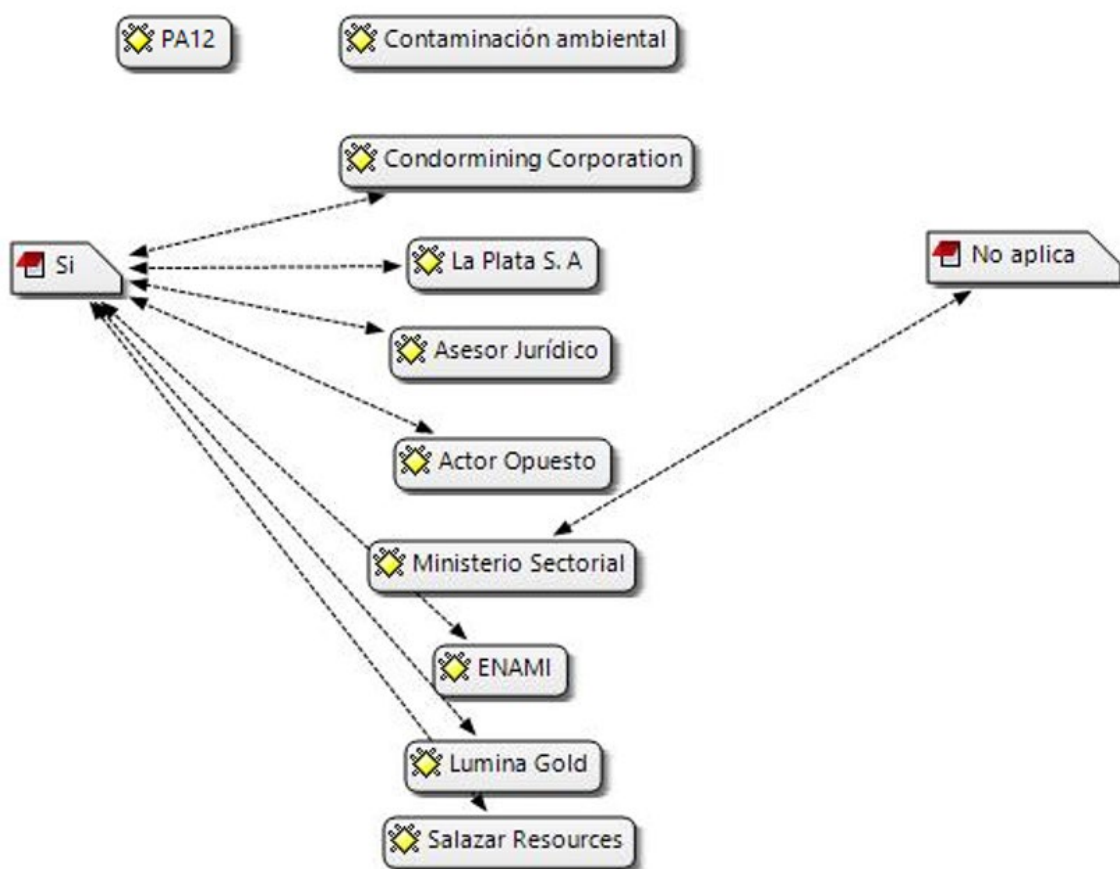 PA12
Contaminación ambiental
Condormining Corporation
Si
La Plata S. A
No aplica
Asesor Jurídico
Actor Opuesto
Ministerio Sectorial
ENAMI
Lumina Gold
Salazar Resources